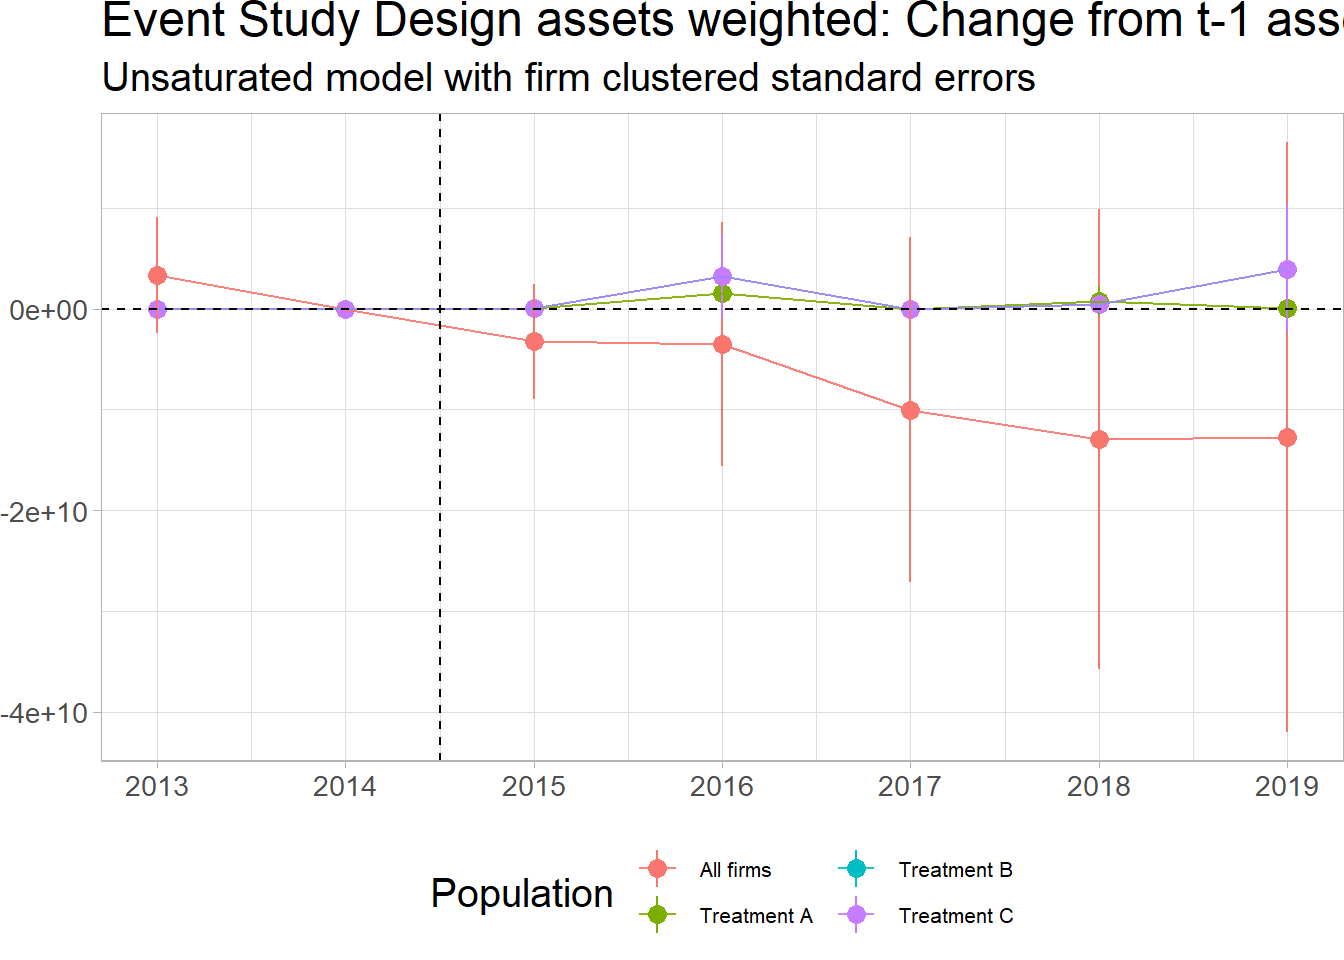 Event Study Design assets weighted: Change from t-1
Unsaturated model with firm clustered standard errors
0e+00
-2e+10
-4e+10
2013 2014 2015 2016 2017 2018 2019
Population
All firms Treatment B
Treatment A Treatment C